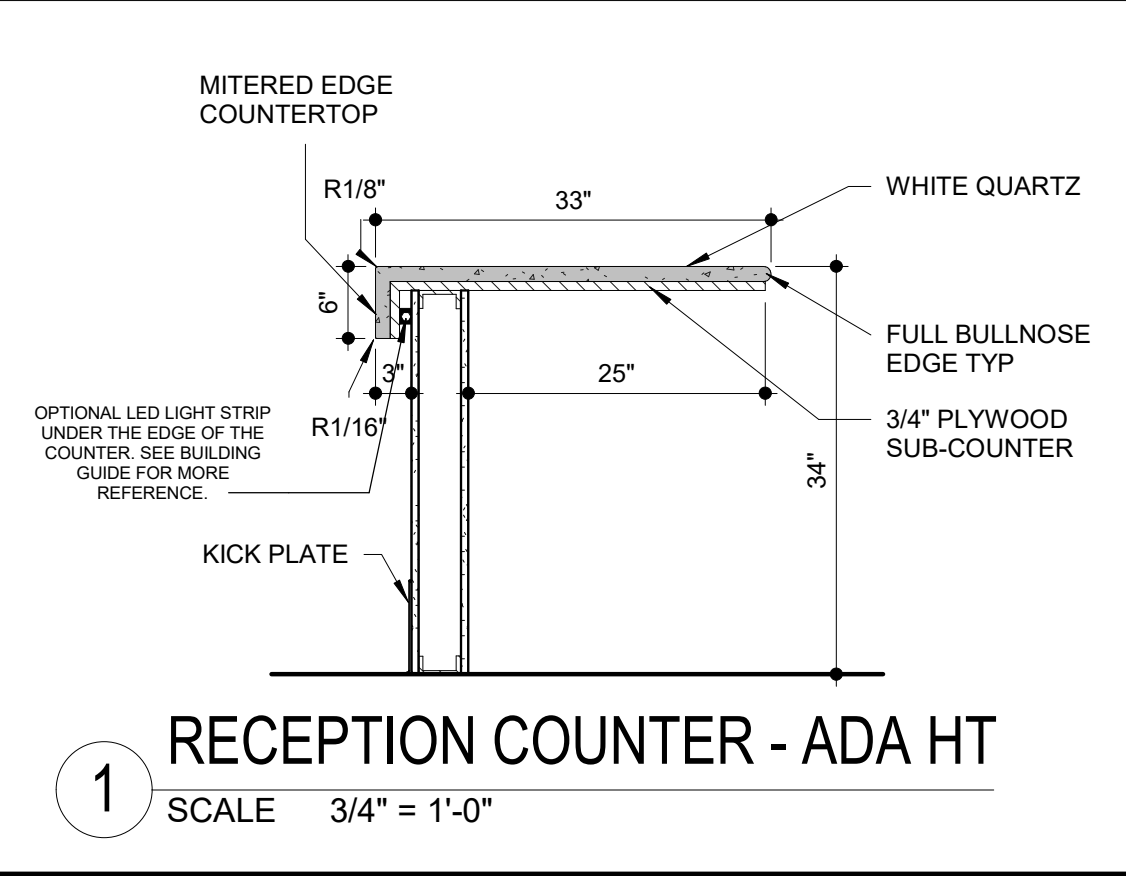 MITERED EDGE
COUNTERTOP
R1/8"
33"
WHITE QUARTZ
6"
FULL BULLNOSE
EDGE TYP
3"
25"
OPTIONAL LED LIGHT STRIP
UNDER THE EDGE OF THE
COUNTER. SEE BUILDING
GUIDE FOR MORE
REFERENCE.
R1/16"
3/4" PLYWOOD
SUB-COUNTER
34"
KICK PLATE
1
RECEPTION COUNTER - ADA HT
SCALE 3/4" = 1'-0"